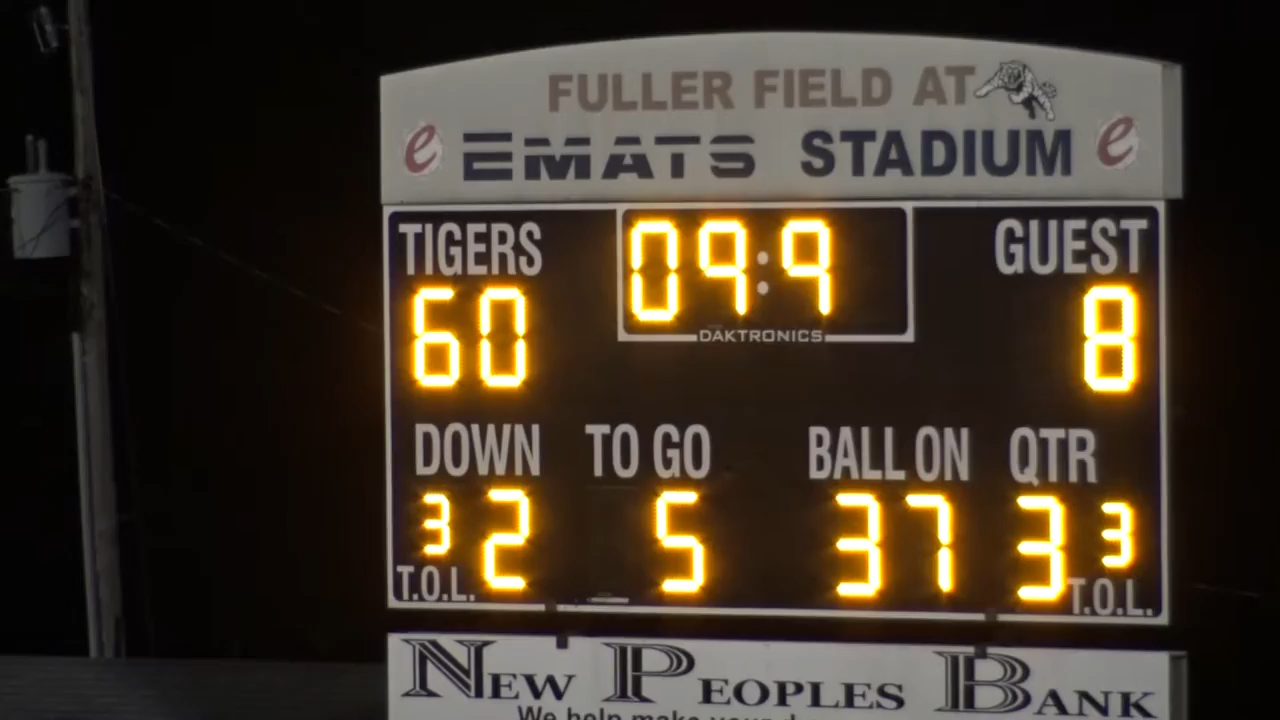 FULLER FIELD AT
e EMATS STADIUM e
TIGERS 09:9 GUEST
60 DAKTRONICS 8
DOWN TO GO BALL ON QTR
3 2 5 37 3 3
T.O.L. T.O.L.
NEW PEOPLES BANK
We help make your